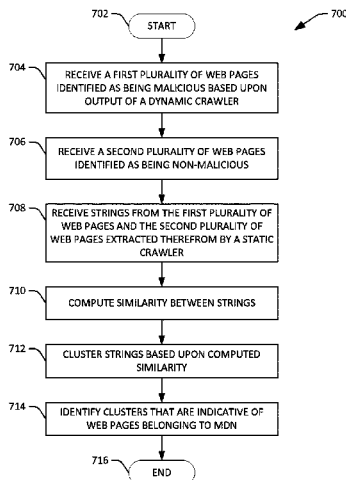 702
START
700
704
RECEIVE A FIRST PLURALITY OF WEB PAGES
IDENTIFIED AS BEING MALICIOUS BASED UPON
OUTPUT OF A DYNAMIC CRAWLER
706
RECEIVE A SECOND PLURALITY OF WEB PAGES
IDENTIFIED AS BEING NON-MALICIOUS
708
RECEIVE STRINGS FROM THE FIRST PLURALITY OF
WEB PAGES AND THE SECOND PLURALITY OF
WEB PAGES EXTRACTED THEREFROM BY A STATIC
CRAWLER
710
COMPUTE SIMILARITY BETWEEN STRINGS
712
CLUSTER STRINGS BASED UPON COMPUTED
SIMILARITY
714
IDENTIFY CLUSTERS THAT ARE INDICATIVE OF
WEB PAGES BELONGING TO MDN
716
END